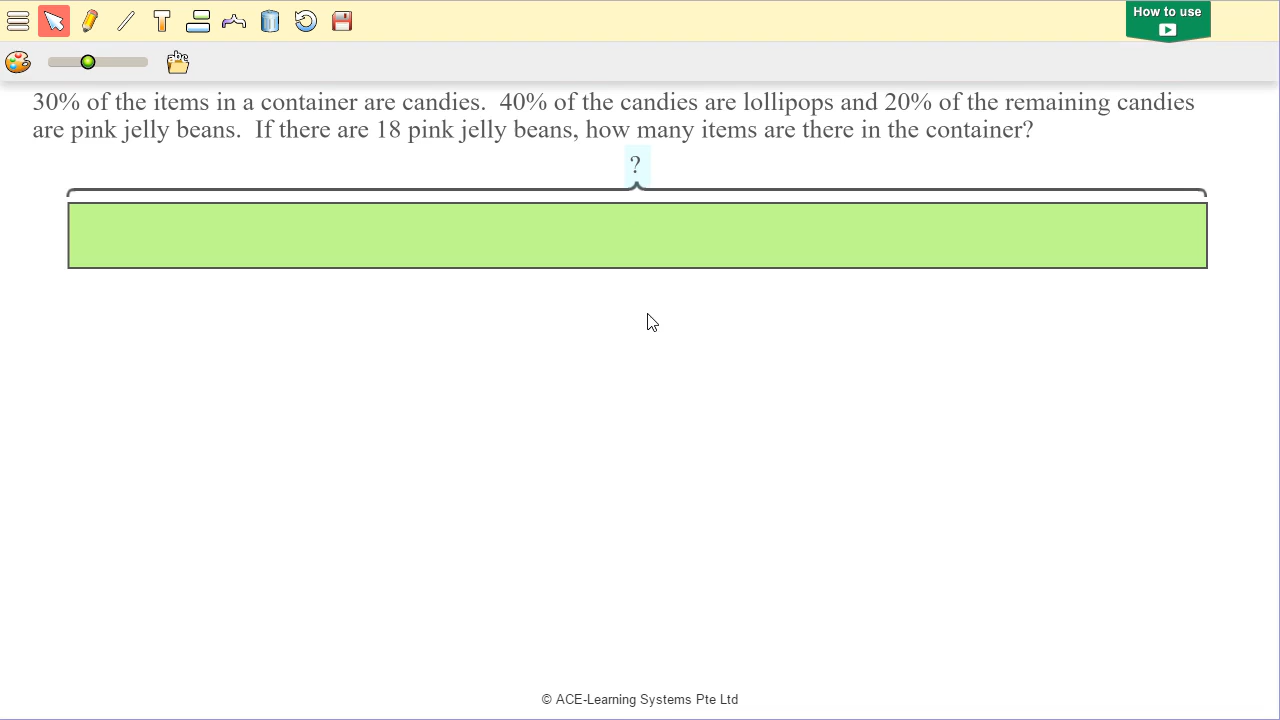 How to use
abc
30% of the items in a container are candies.  40% of the candies are lollipops and 20% of the remaining candies
are pink jelly beans.  If there are 18 pink jelly beans, how many items are there in the container?
?
© ACE-Learning Systems Pte Ltd